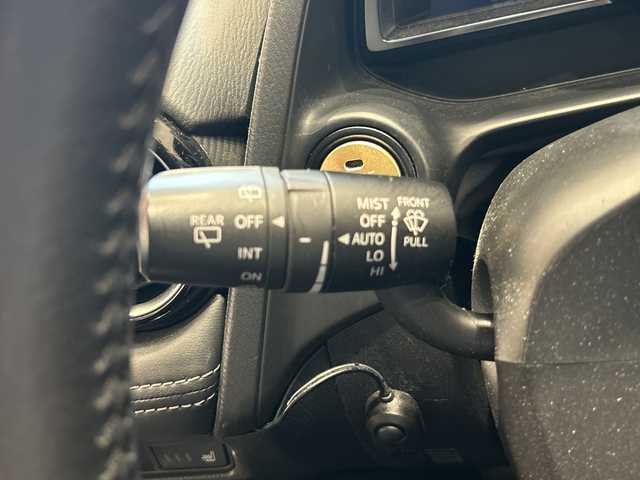 REAR
OFF
INT
ON
MIST
OFF
AUTO
LO
HI
FRONT
PULL